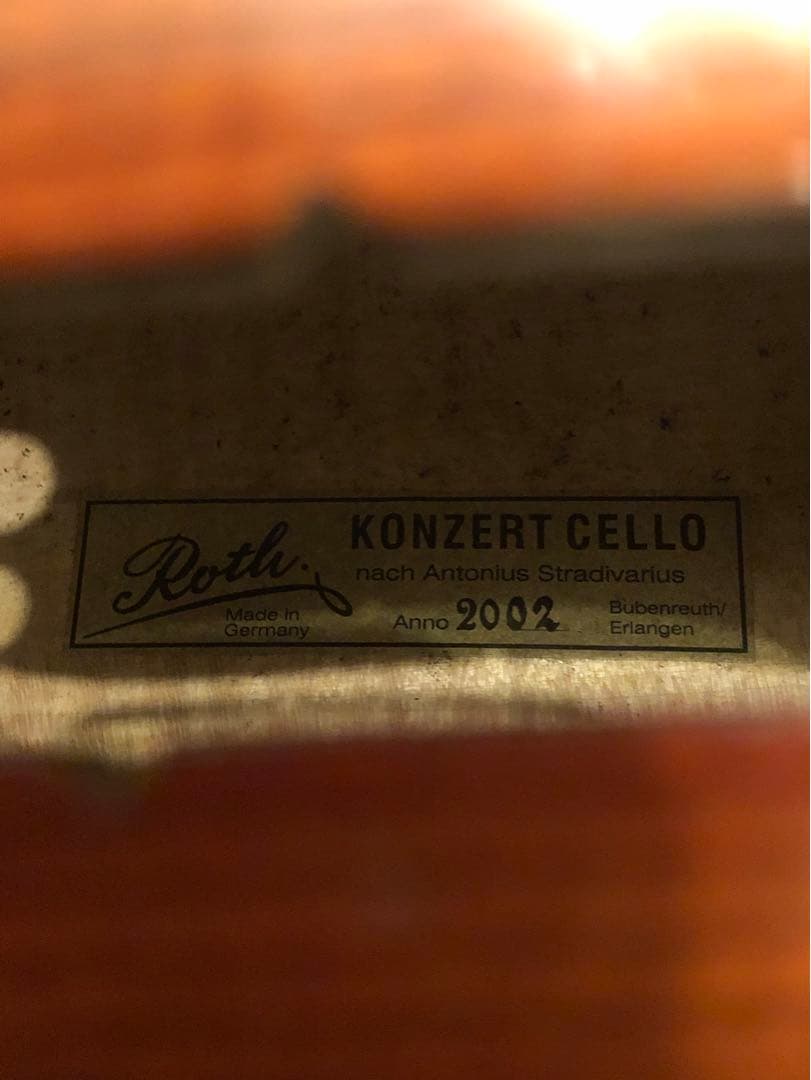 Roth.
Made in
Germany
KONZERT CELLO
nach Antonius Stradivarius
Anno 2002
Bubenreuth/
Erlangen